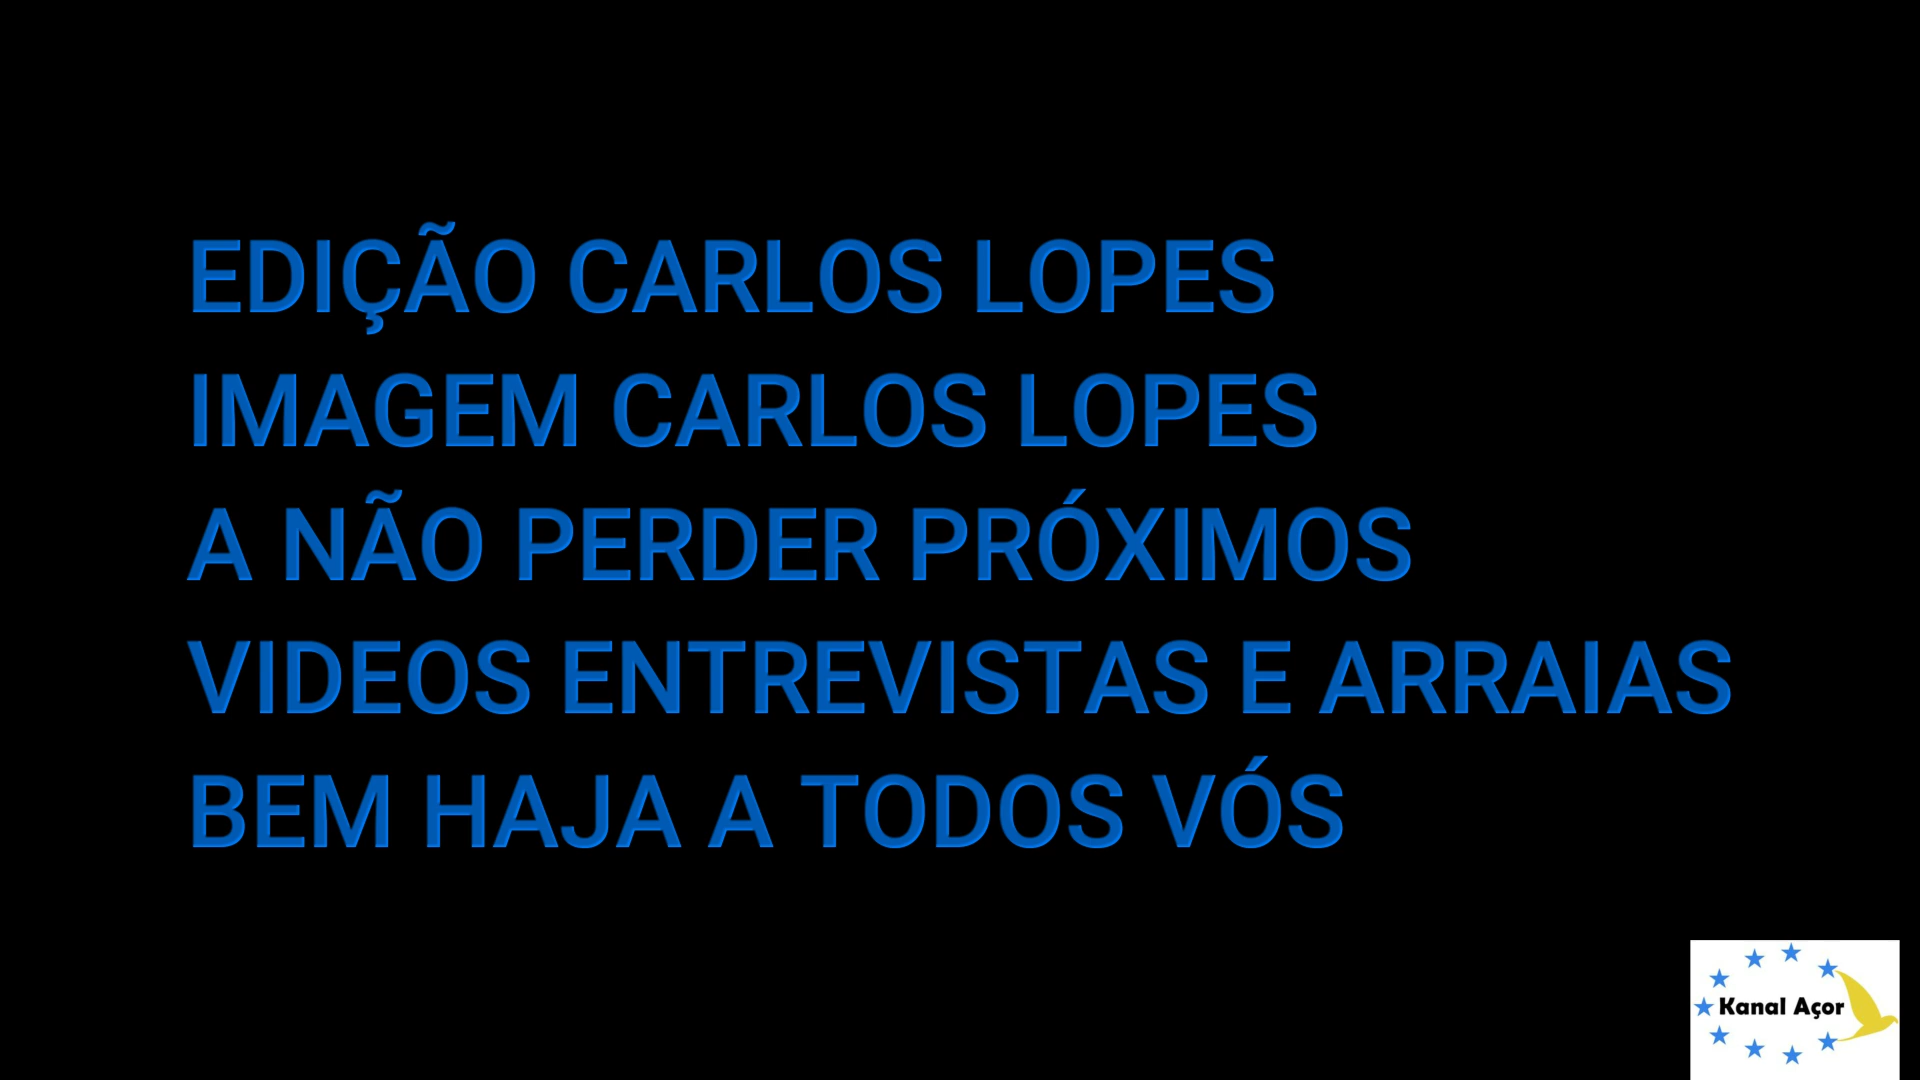 EDIÇÃO CARLOS LOPES
IMAGEM CARLOS LOPES
A NÃO PERDER PRÓXIMOS
VIDEOS ENTREVISTAS E ARRAIAS
BEM HAJA A TODOS VÓS
Kanal Açor